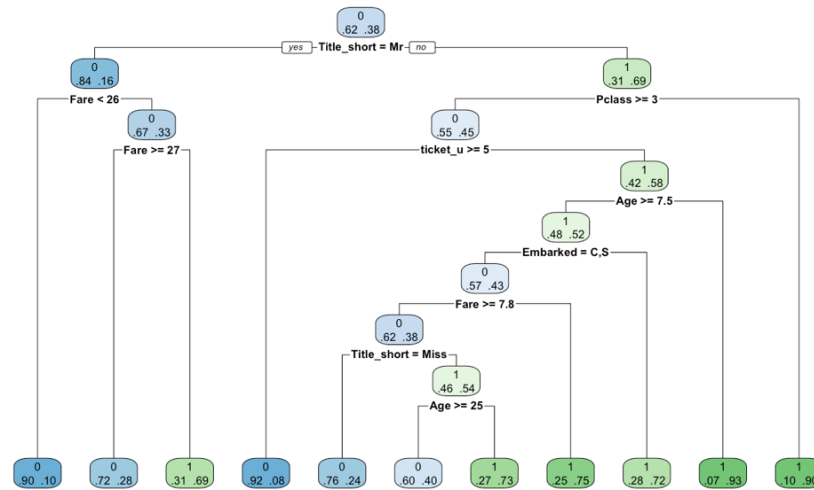 0
.62 .38
yes Title_short = Mr no
0
.84 .16
1
.31 .69
Fare < 26
Pclass >= 3
0
.67 .33
0
.55 .45
Fare >= 27
ticket_u >= 5
1
.42 .58
Age >= 7.5
1
.48 .52
Embarked = C,S
0
.57 .43
Fare >= 7.8
0
.62 .38
Title_short = Miss
1
.46 .54
Age >= 25
0 0 1 0 0 0 1 1 1 1 1
.90 .10 .72 .28 .31 .69 .92 .08 .76 .24 .60 .40 .27 .73 .25 .75 .28 .72 .07 .93 .10 .90